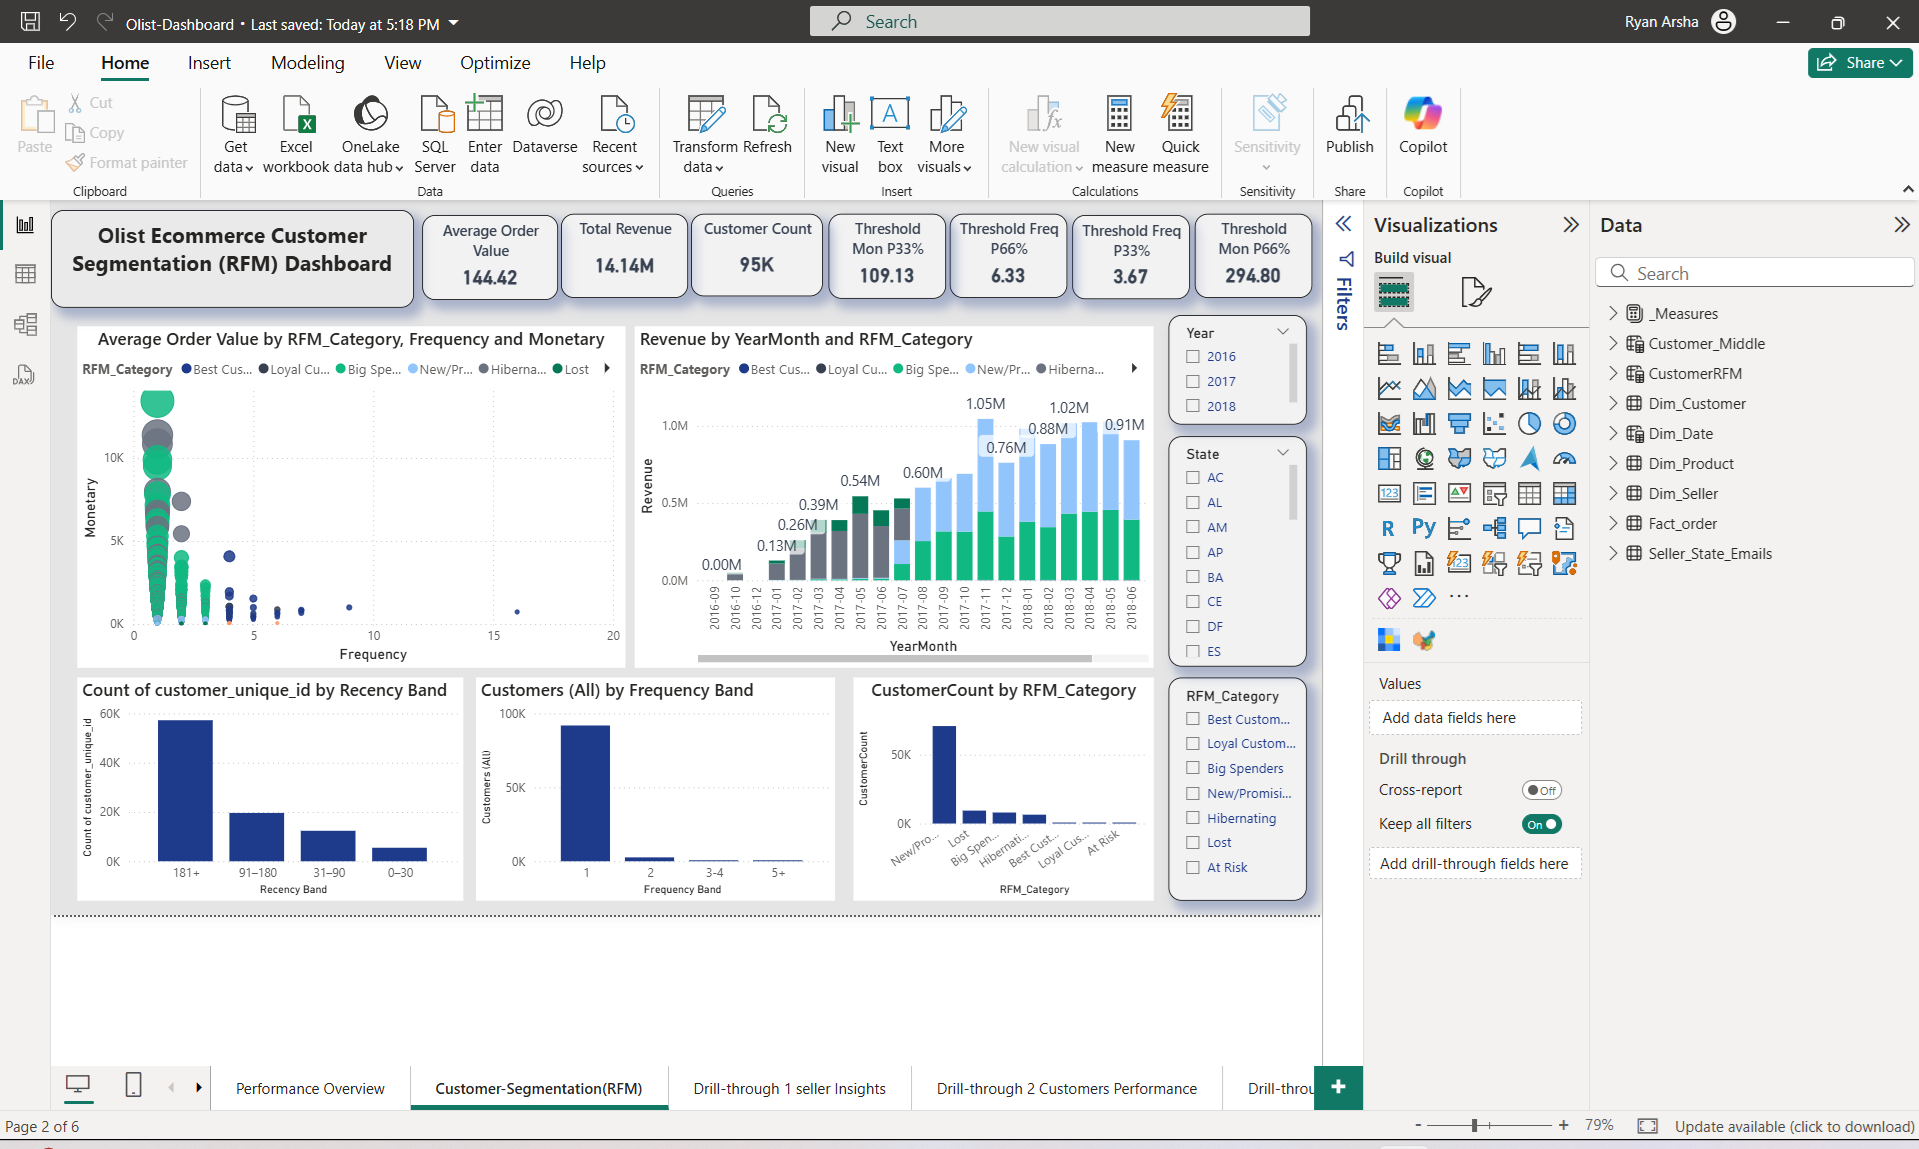 Olist-Dashboard • Last saved: Today at 5:18 PM
Search
Ryan Arsha
File
Home
Insert
Modeling
View
Optimize
Help
Share
Paste
Cut
Copy
Format painter
Clipboard
Get data
Excel workbook
OneLake data hub
SQL Server
Enter data
Dataverse
Recent sources
Data
Transform data
Refresh
Queries
New visual
Text box
More visuals
Insert
New visual calculation
New measure
Quick measure
Calculations
Sensitivity
Sensitivity
Publish
Share
Copilot
Copilot
Olist Ecommerce Customer
Segmentation (RFM) Dashboard
Average Order
Value
144.42
Total Revenue
14.14M
Customer Count
95K
Threshold
Mon P33%
109.13
Threshold Freq
P66%
6.33
Threshold Freq
P33%
3.67
Threshold
Mon P66%
294.80
Average Order Value by RFM_Category, Frequency and Monetary
RFM_Category Best Cus... Loyal Cu... Big Spe... New/Pr... Hiberna... Lost
Monetary
10K
5K
0K
0 5 10 15 20
Frequency
Revenue by YearMonth and RFM_Category
RFM_Category Best Cus... Loyal Cu... Big Spe... New/Pr... Hiberna...
Revenue
1.0M
0.5M
0.0M
0.00M
0.13M
0.26M
0.39M
0.54M
0.60M
1.05M
0.76M
0.88M
1.02M
0.91M
2016-09
2016-10
2016-12
2017-01
2017-02
2017-03
2017-04
2017-05
2017-06
2017-07
2017-08
2017-09
2017-10
2017-11
2017-12
2018-01
2018-02
2018-03
2018-04
2018-05
2018-06
YearMonth
Year
2016
2017
2018
State
AC
AL
AM
AP
BA
CE
DF
ES
RFM_Category
Best Custom...
Loyal Custom...
Big Spenders
New/Promisi...
Hibernating
Lost
At Risk
Count of customer_unique_id by Recency Band
Count of customer_unique_id
60K
40K
20K
0K
181+ 91–180 31–90 0–30
Recency Band
Customers (All) by Frequency Band
Customers (All)
100K
50K
0K
1 2 3-4 5+
Frequency Band
CustomerCount by RFM_Category
CustomerCount
50K
0K
New/Pro...
Lost
Big Spen...
Hibernati...
Best Cust...
Loyal Cus...
At Risk
RFM_Category
Filters
Visualizations
Build visual
123
R
Py
123
...
Values
Add data fields here
Drill through
Cross-report
Off
Keep all filters
On
Add drill-through fields here
Data
Search
_Measures
Customer_Middle
CustomerRFM
Dim_Customer
Dim_Date
Dim_Product
Dim_Seller
Fact_order
Seller_State_Emails
DAX
Performance Overview
Customer-Segmentation(RFM)
Drill-through 1 seller Insights
Drill-through 2 Customers Performance
Drill-throu
+
Page 2 of 6
- + 79%
Update available (click to download)